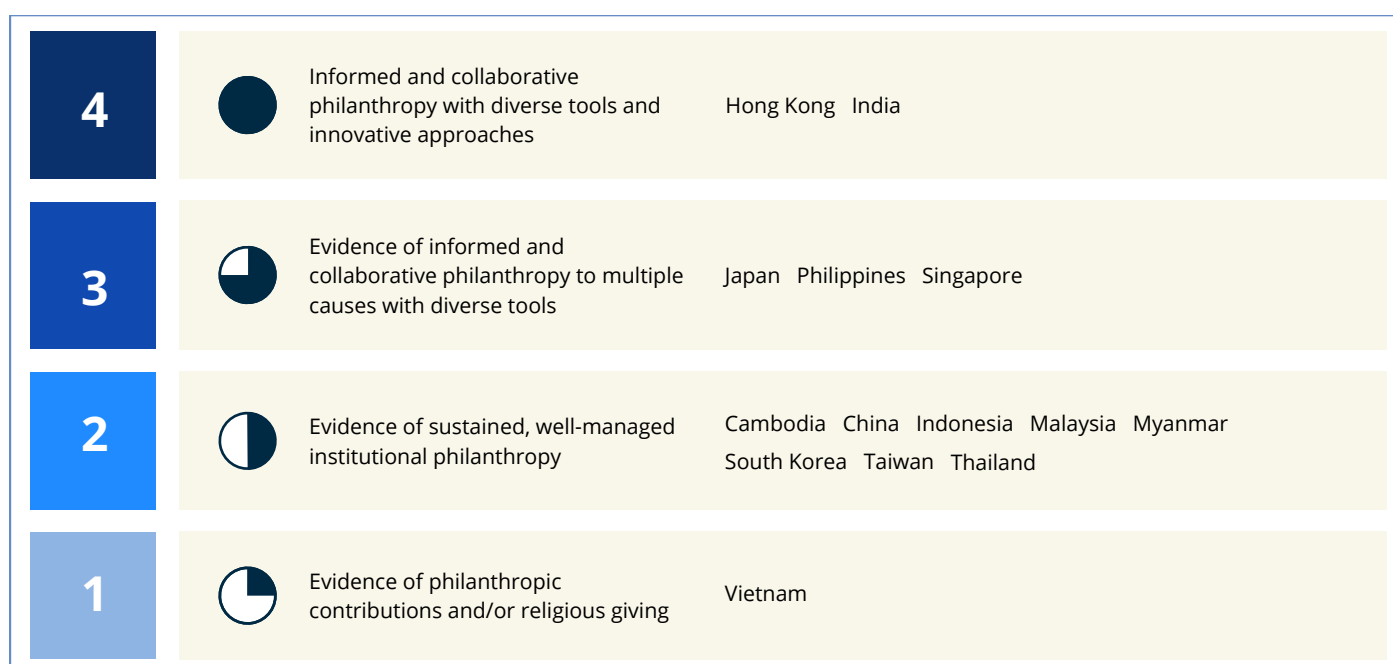 4
Informed and collaborative
philanthropy with diverse tools and
innovative approaches
Hong Kong India
3
Evidence of informed and
collaborative philanthropy to multiple
causes with diverse tools
Japan Philippines Singapore
2
Evidence of sustained, well-managed
institutional philanthropy
Cambodia China Indonesia Malaysia Myanmar
South Korea Taiwan Thailand
1
Evidence of philanthropic
contributions and/or religious giving
Vietnam